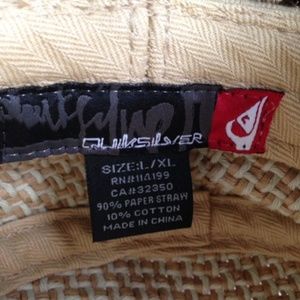 QUIKSILVER
SIZE:L/XL
RN#114199
CA#32350
90% PAPER STRAW
10% COTTON
MADE IN CHINA